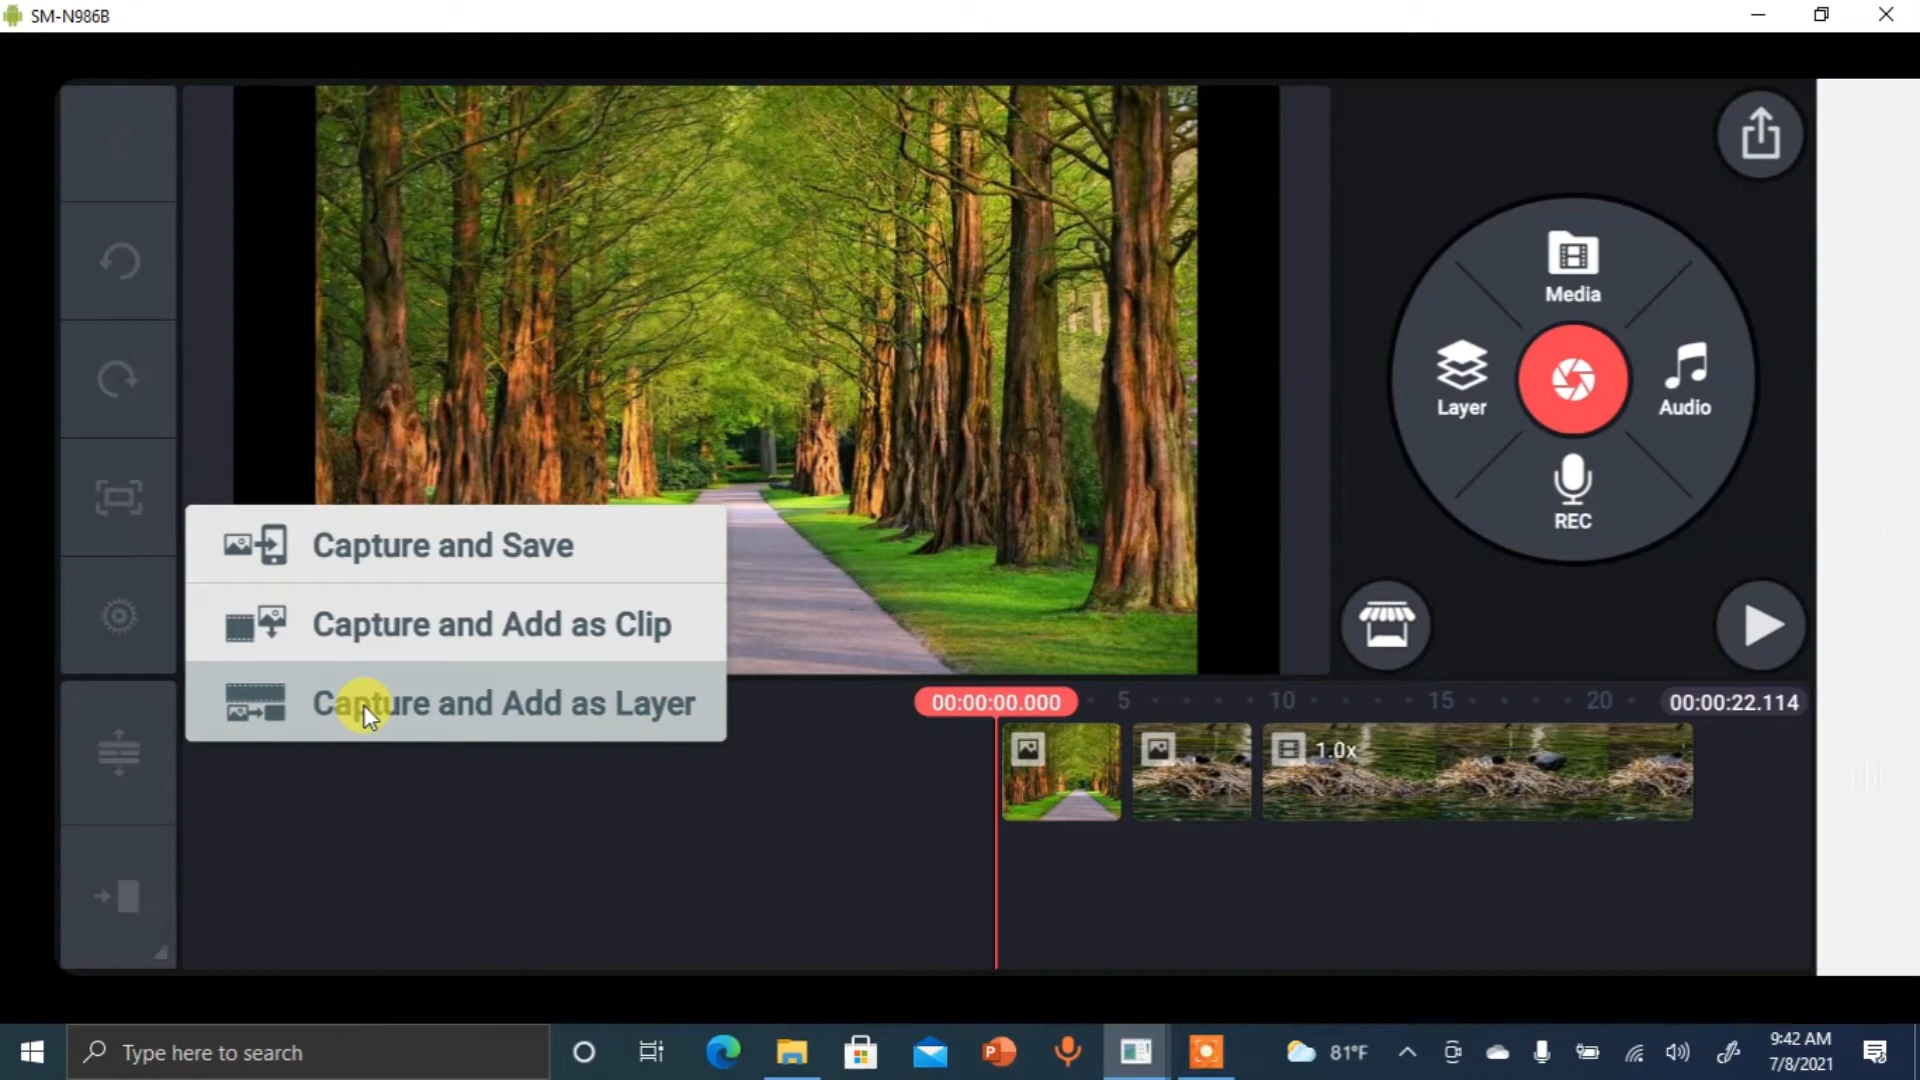 SM-N986B
Media
Layer
Audio
REC
Capture and Save
Capture and Add as Clip
Capture and Add as Layer
00:00:00.000
5
10
15
20
00:00:22.114
1.0x
Type here to search
81°F
9:42 AM
7/8/2021